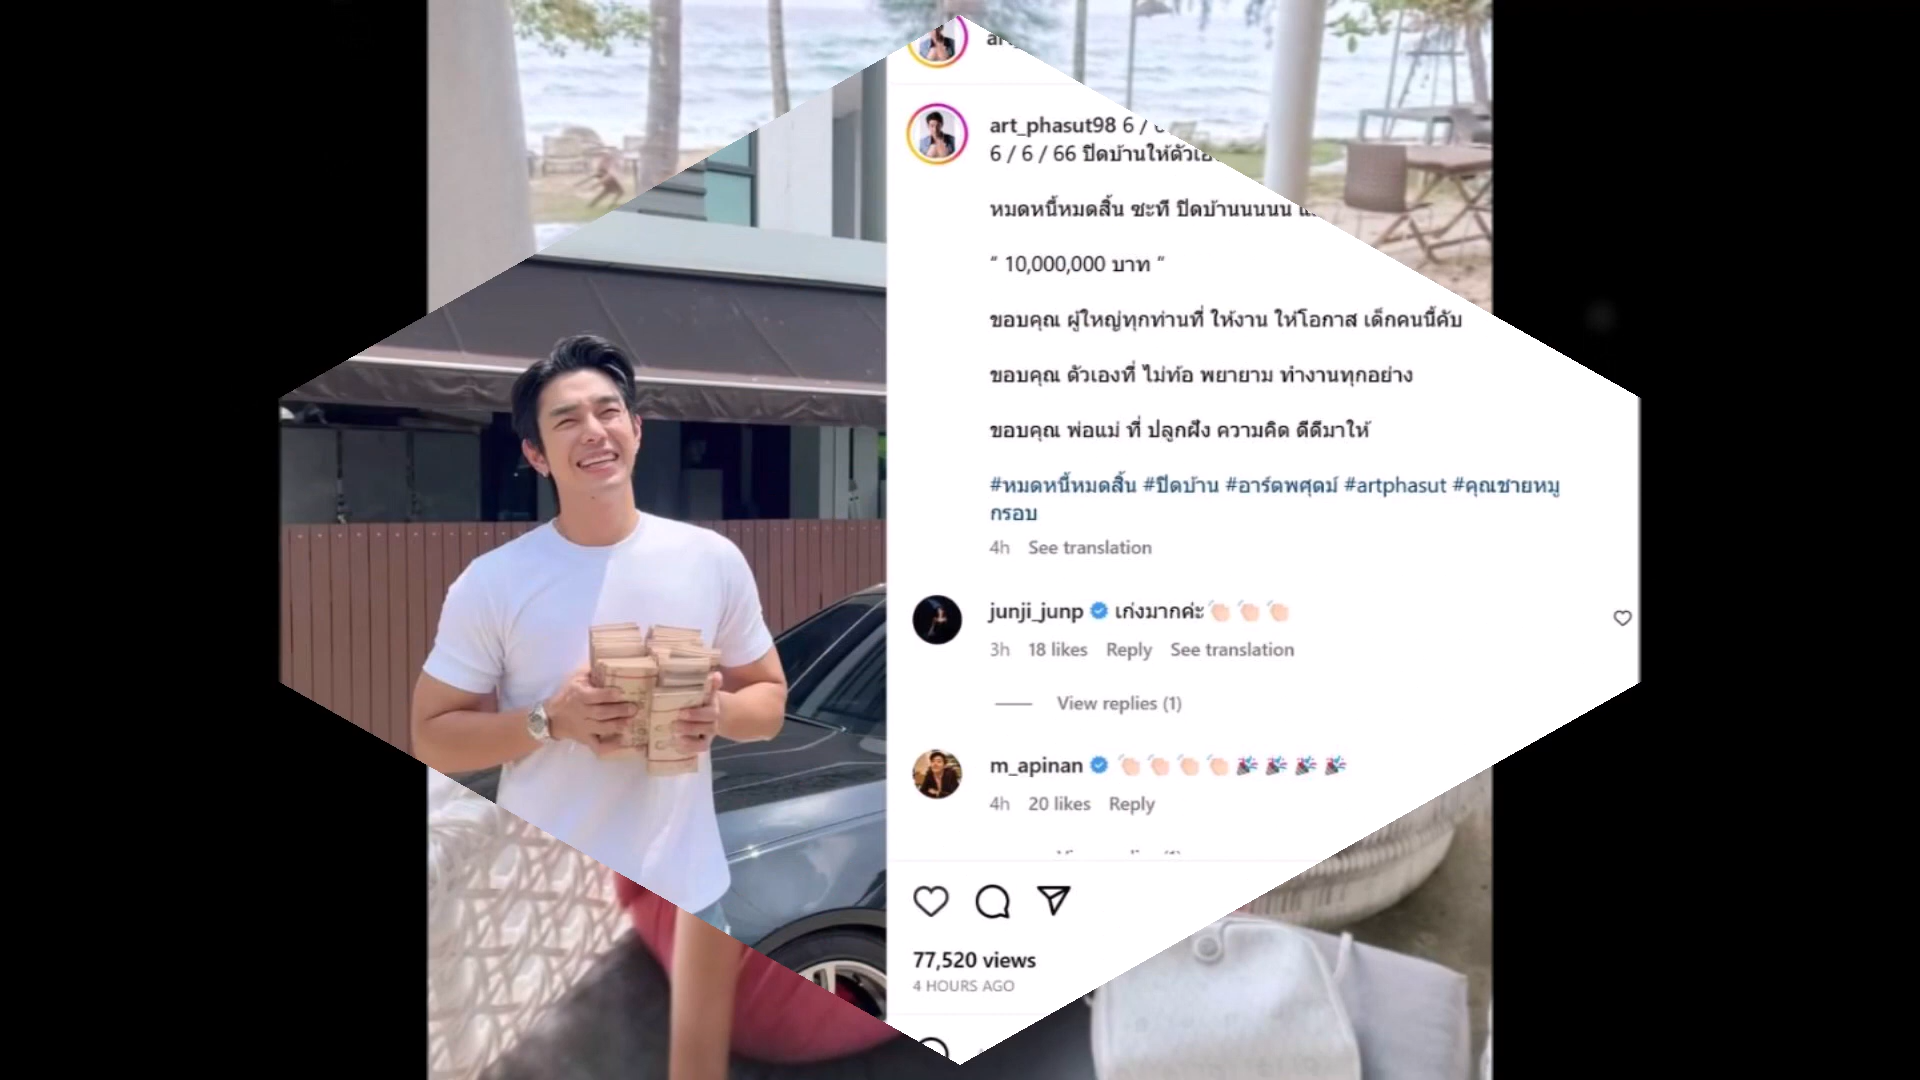 art_phasut98 6 /
6 / 6 / 66 ปิดบ้านให้ตัวเอง
หมดหนี้หมดสิ้น ซะที ปิดบ้านนนนน
“ 10,000,000 บาท “
ขอบคุณ ผู้ใหญ่ทุกท่านที่ ให้งาน ให้โอกาส เด็กคนนี้คับ
ขอบคุณ ตัวเองที่ ไม่ท้อ พยายาม ทำงานทุกอย่าง
ขอบคุณ พ่อแม่ ที่ ปลูกฝัง ความคิด ดีดีมาให้
#หมดหนี้หมดสิ้น #ปิดบ้าน #อาร์ตพศุตม์ #artphasut #คุณชายหมู
กรอบ
4h See translation
junji_junp เก่งมากค่ะ
3h 18 likes Reply See translation
View replies (1)
m_apinan
4h 20 likes Reply
77,520 views
4 HOURS AGO